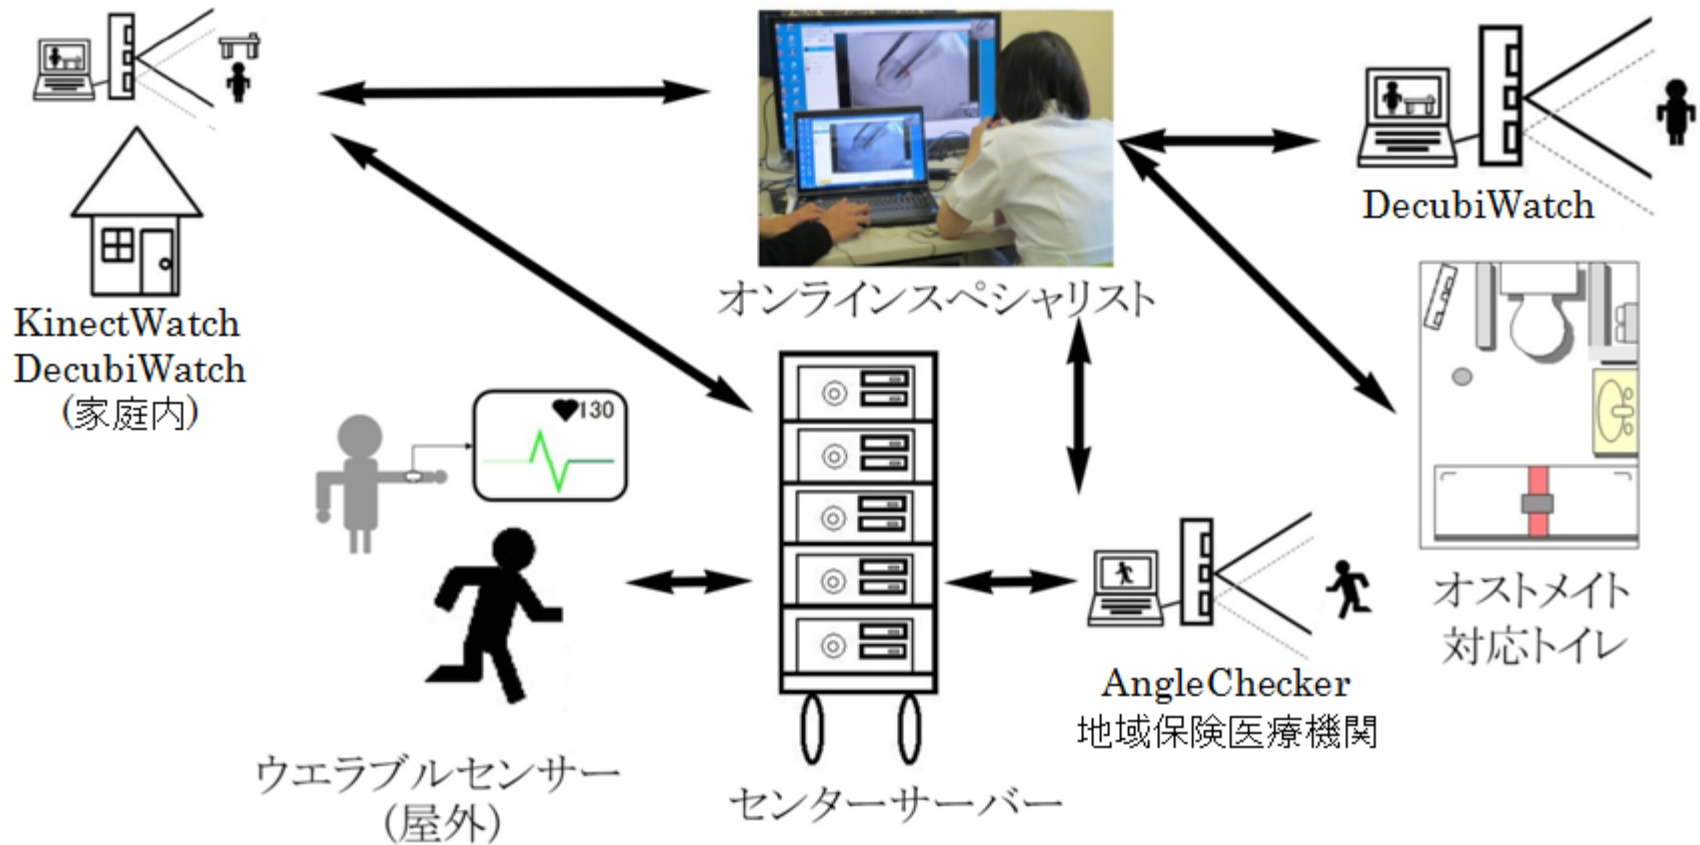 KinectWatch
DecubiWatch
(家庭内)
オンラインスペシャリスト
DecubiWatch
130
オストメイト
対応トイレ
AngleChecker
地域保険医療機関
ウエラブルセンサー
(屋外)
センターサーバー